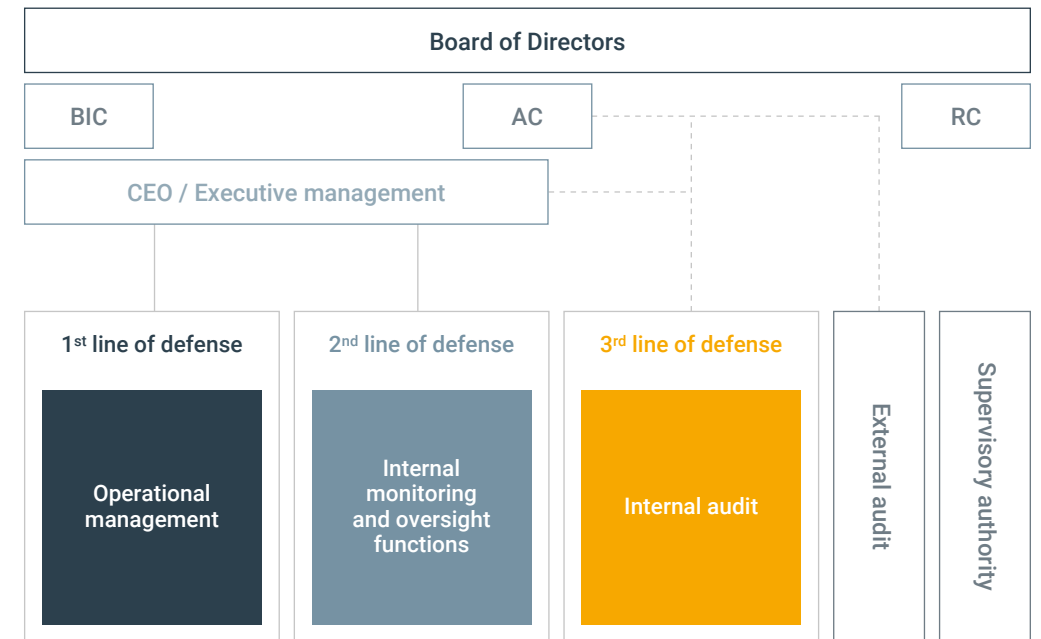 Board of Directors
BIC
AC
RC
CEO / Executive management
1st line of defense
2nd line of defense
3rd line of defense
Operational
management
Internal
monitoring
and oversight
functions
Internal audit
External audit
Supervisory authority